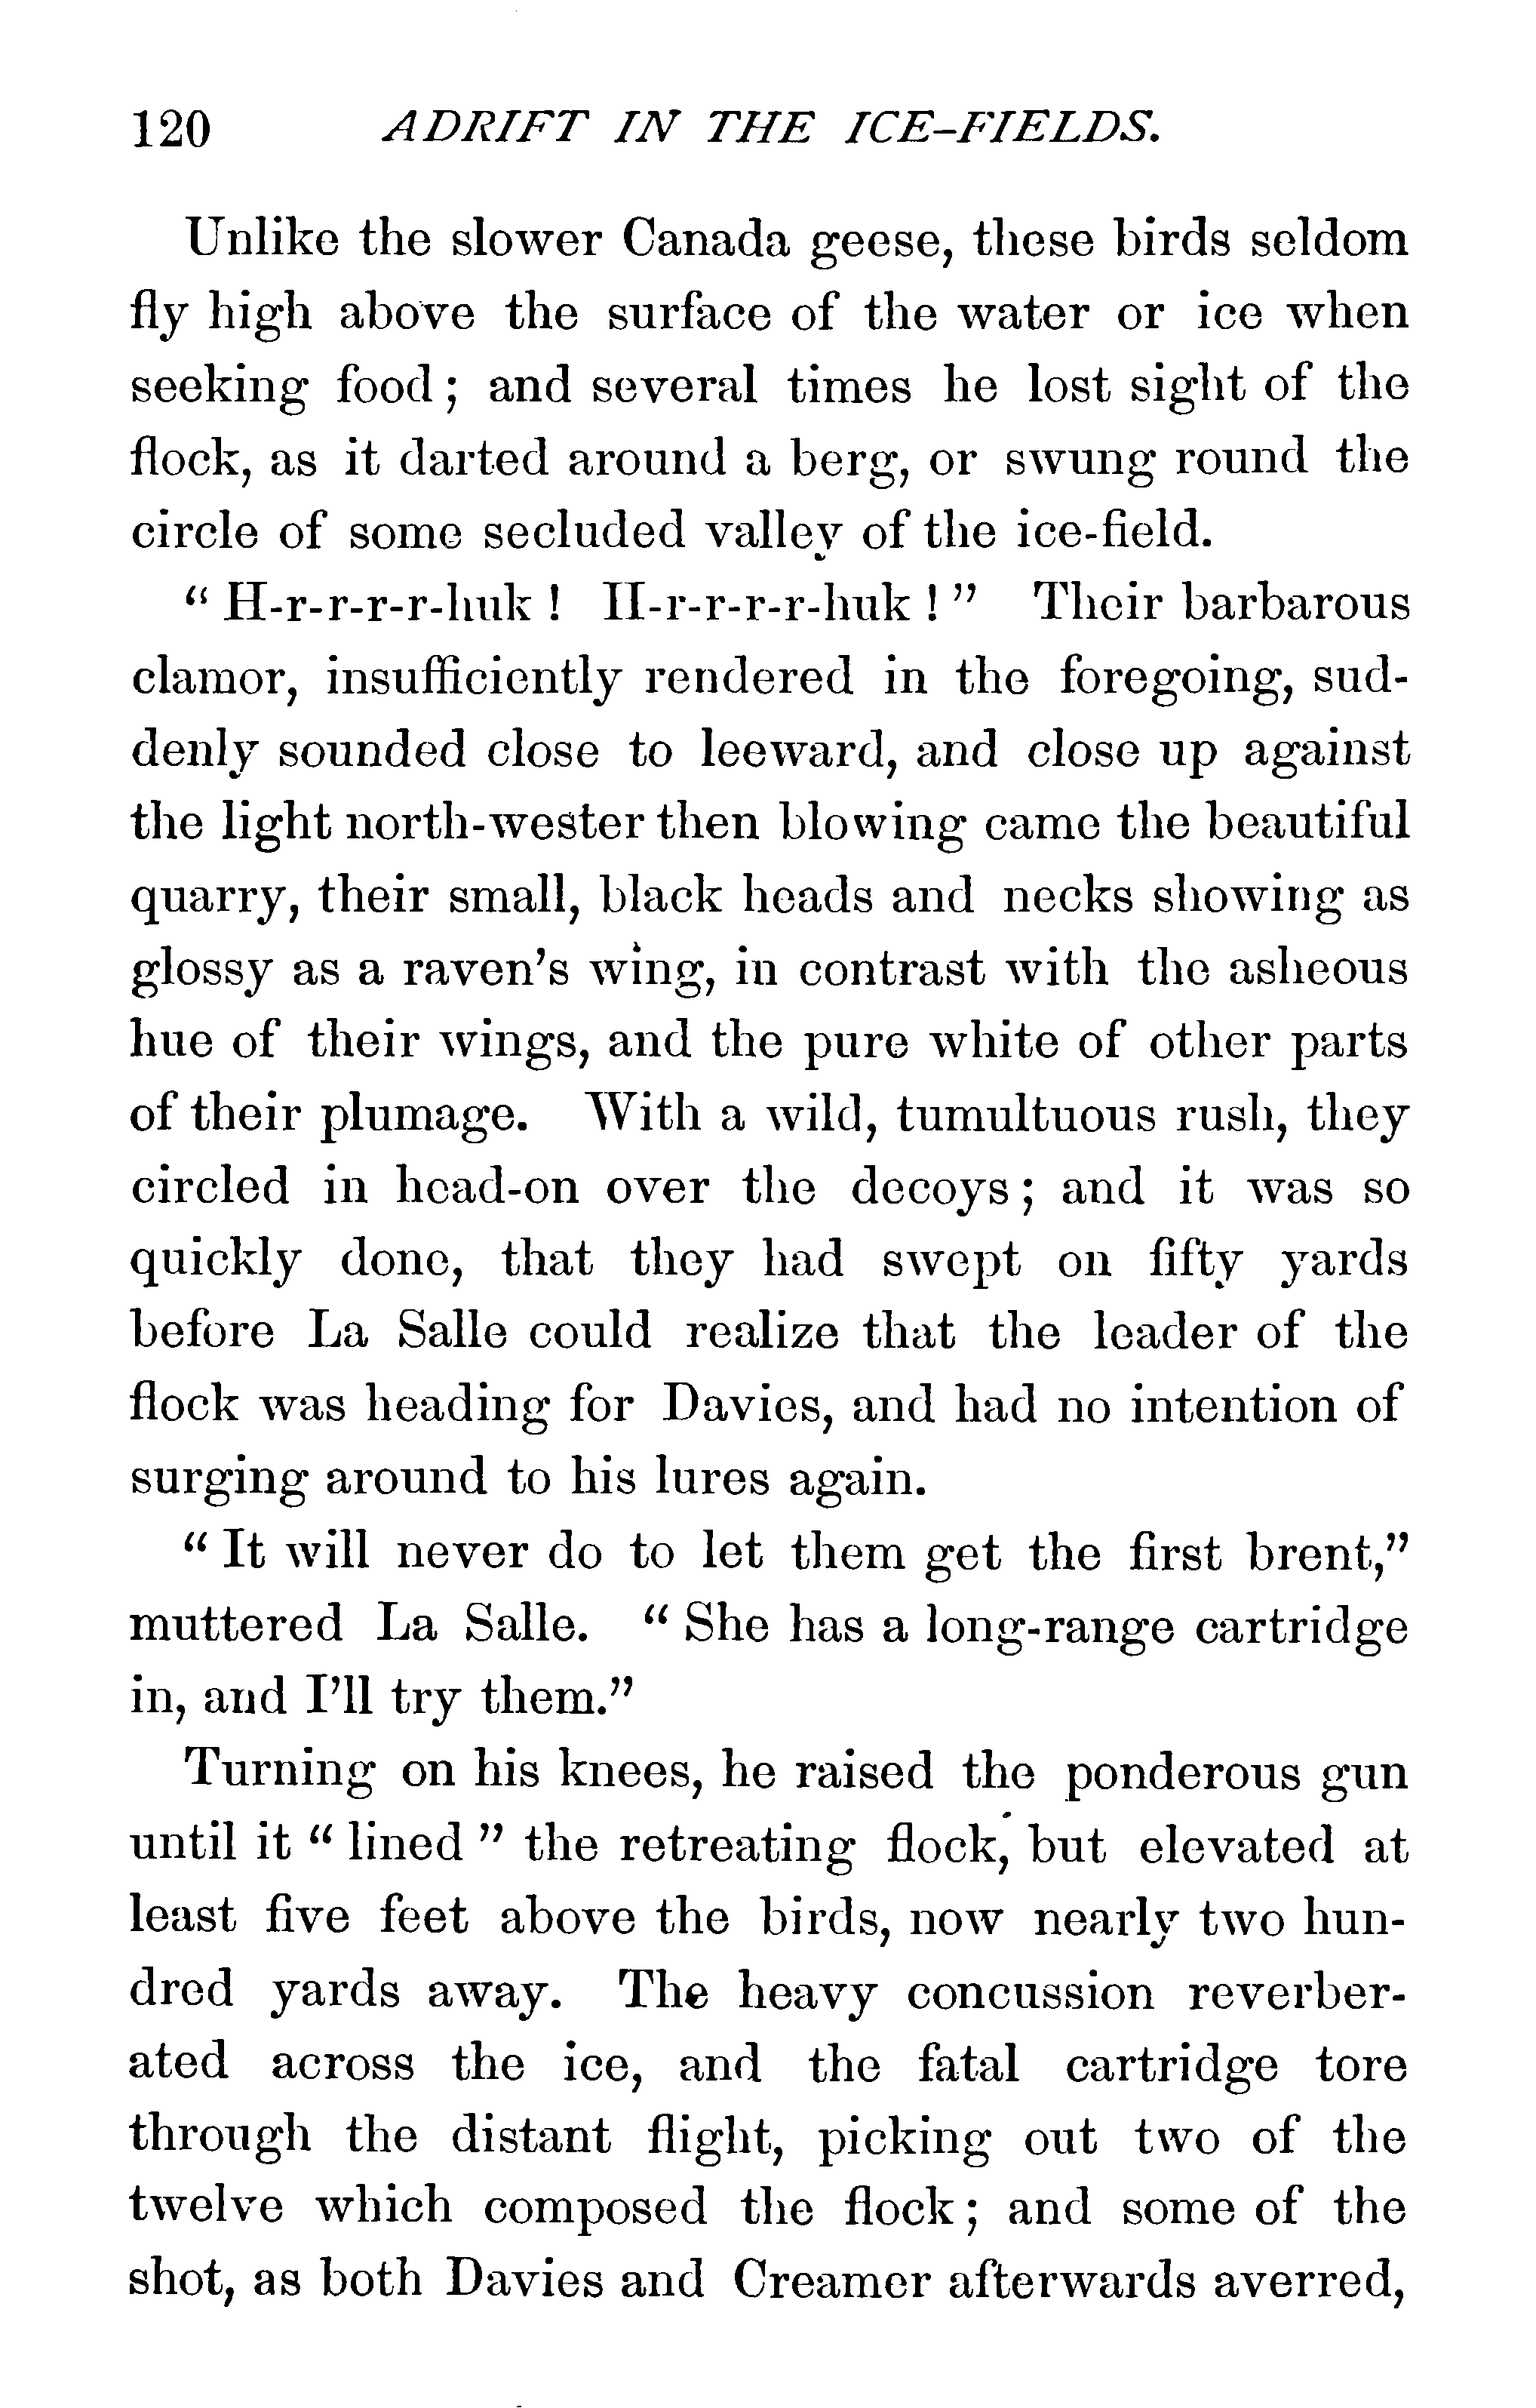 120 ADRIFT IN THE ICE-FIELDS.
Unlike the slower Canada geese, these birds seldom
fly high above the surface of the water or ice when
seeking food; and several times he lost sight of the
flock, as it darted around a berg, or swung round the
circle of some secluded valley of the ice-field.
"H-r-r-r-r-huk! H-r-r-r-r-huk!" Their barbarous
clamor, insufficiently rendered in the foregoing, sud-
denly sounded close to leeward, and close up against
the light north-wester then blowing came the beautiful
quarry, their small, black heads and necks showing as
glossy as a raven's wing, in contrast with the asheous
hue of their wings, and the pure white of other parts
of their plumage. With a wild, tumultuous rush, they
circled in head-on over the decoys; and it was so
quickly done, that they had swept on fifty yards
before La Salle could realize that the leader of the
flock was heading for Davies, and had no intention of
surging around to his lures again.
"It will never do to let them get the first brent,"
muttered La Salle. "She has a long-range cartridge
in, and I'll try them."
Turning on his knees, he raised the ponderous gun
until it "lined" the retreating flock, but elevated at
least five feet above the birds, now nearly two hun-
dred yards away. The heavy concussion reverber-
ated across the ice, and the fatal cartridge tore
through the distant flight, picking out two of the
twelve which composed the flock; and some of the
shot, as both Davies and Creamer afterwards averred,